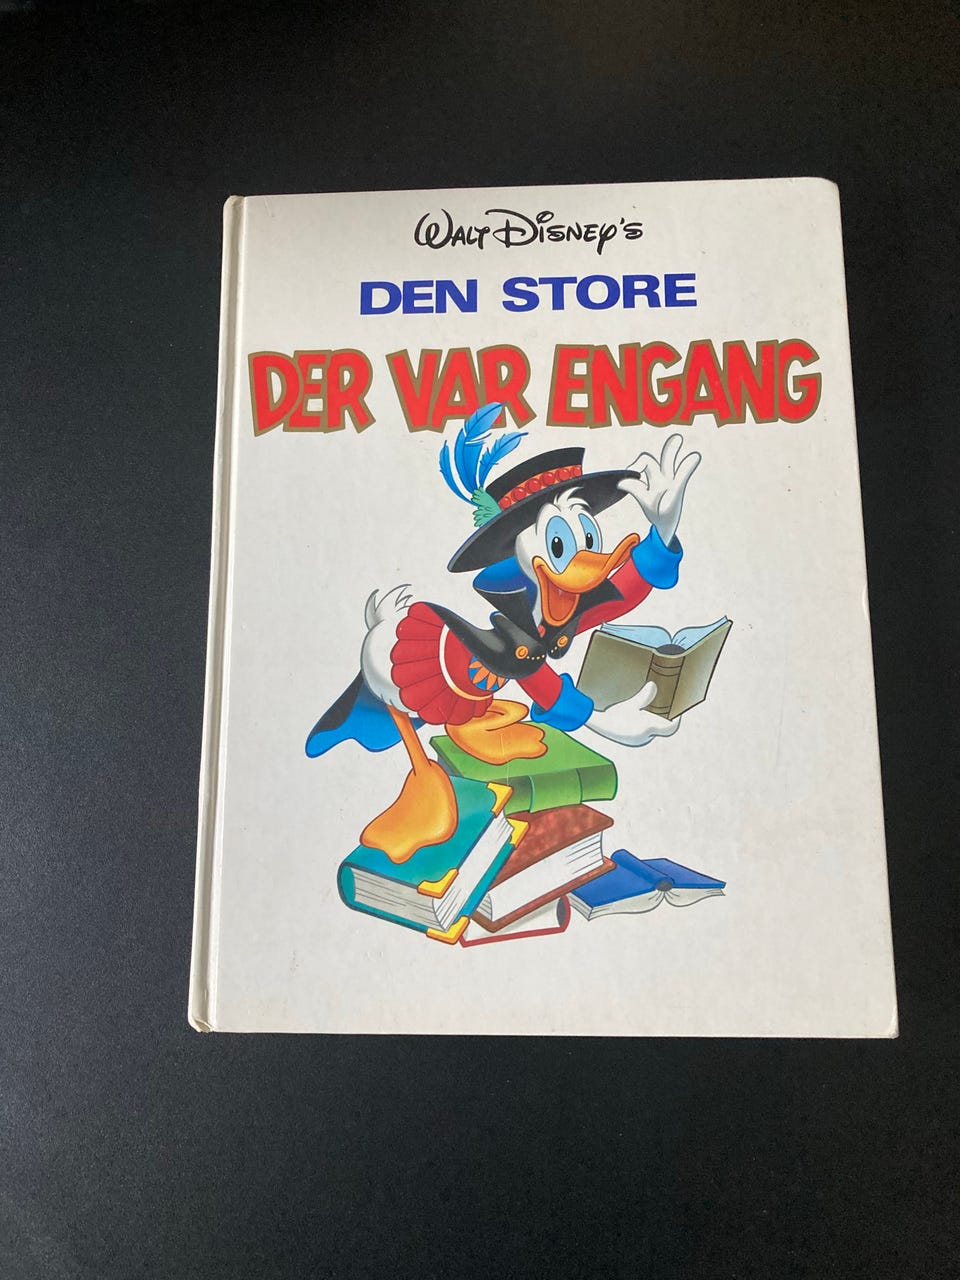 WALT DISNEY'S
DEN STORE
DER VAR ENGANG